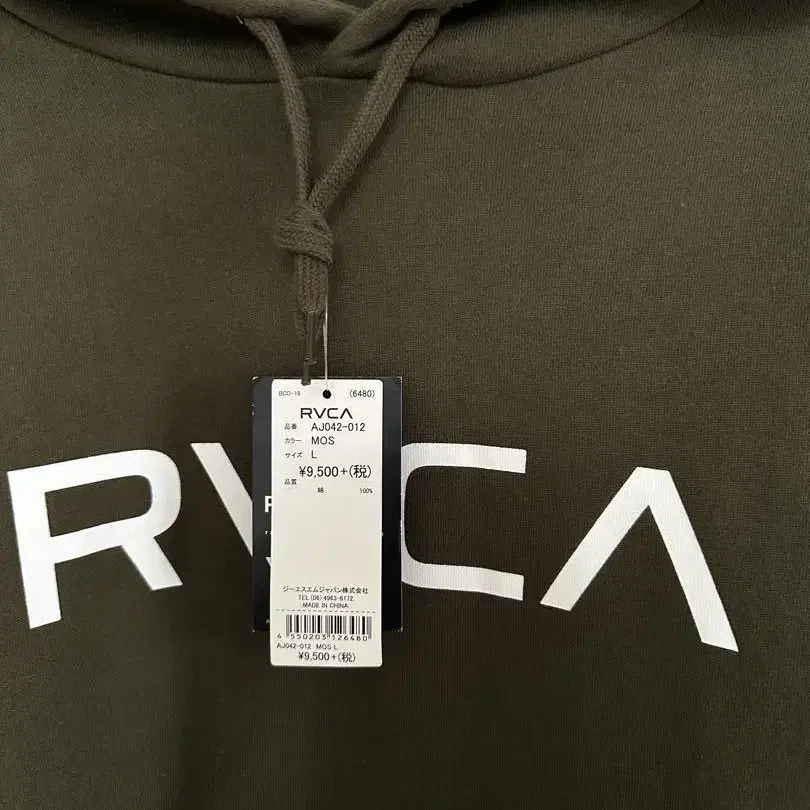 BCD-19 (6480)
RVCA
品番 AJ042-012
カラー MOS
サイズ L
¥9,500+(税)
品質
綿 100%
RVCA
ジーエスエムジャパン株式会社
TEL (06) 4963-6172
MADE IN CHINA
4 550203 126480
AJ042-012 MOS L
¥9,500+(税)